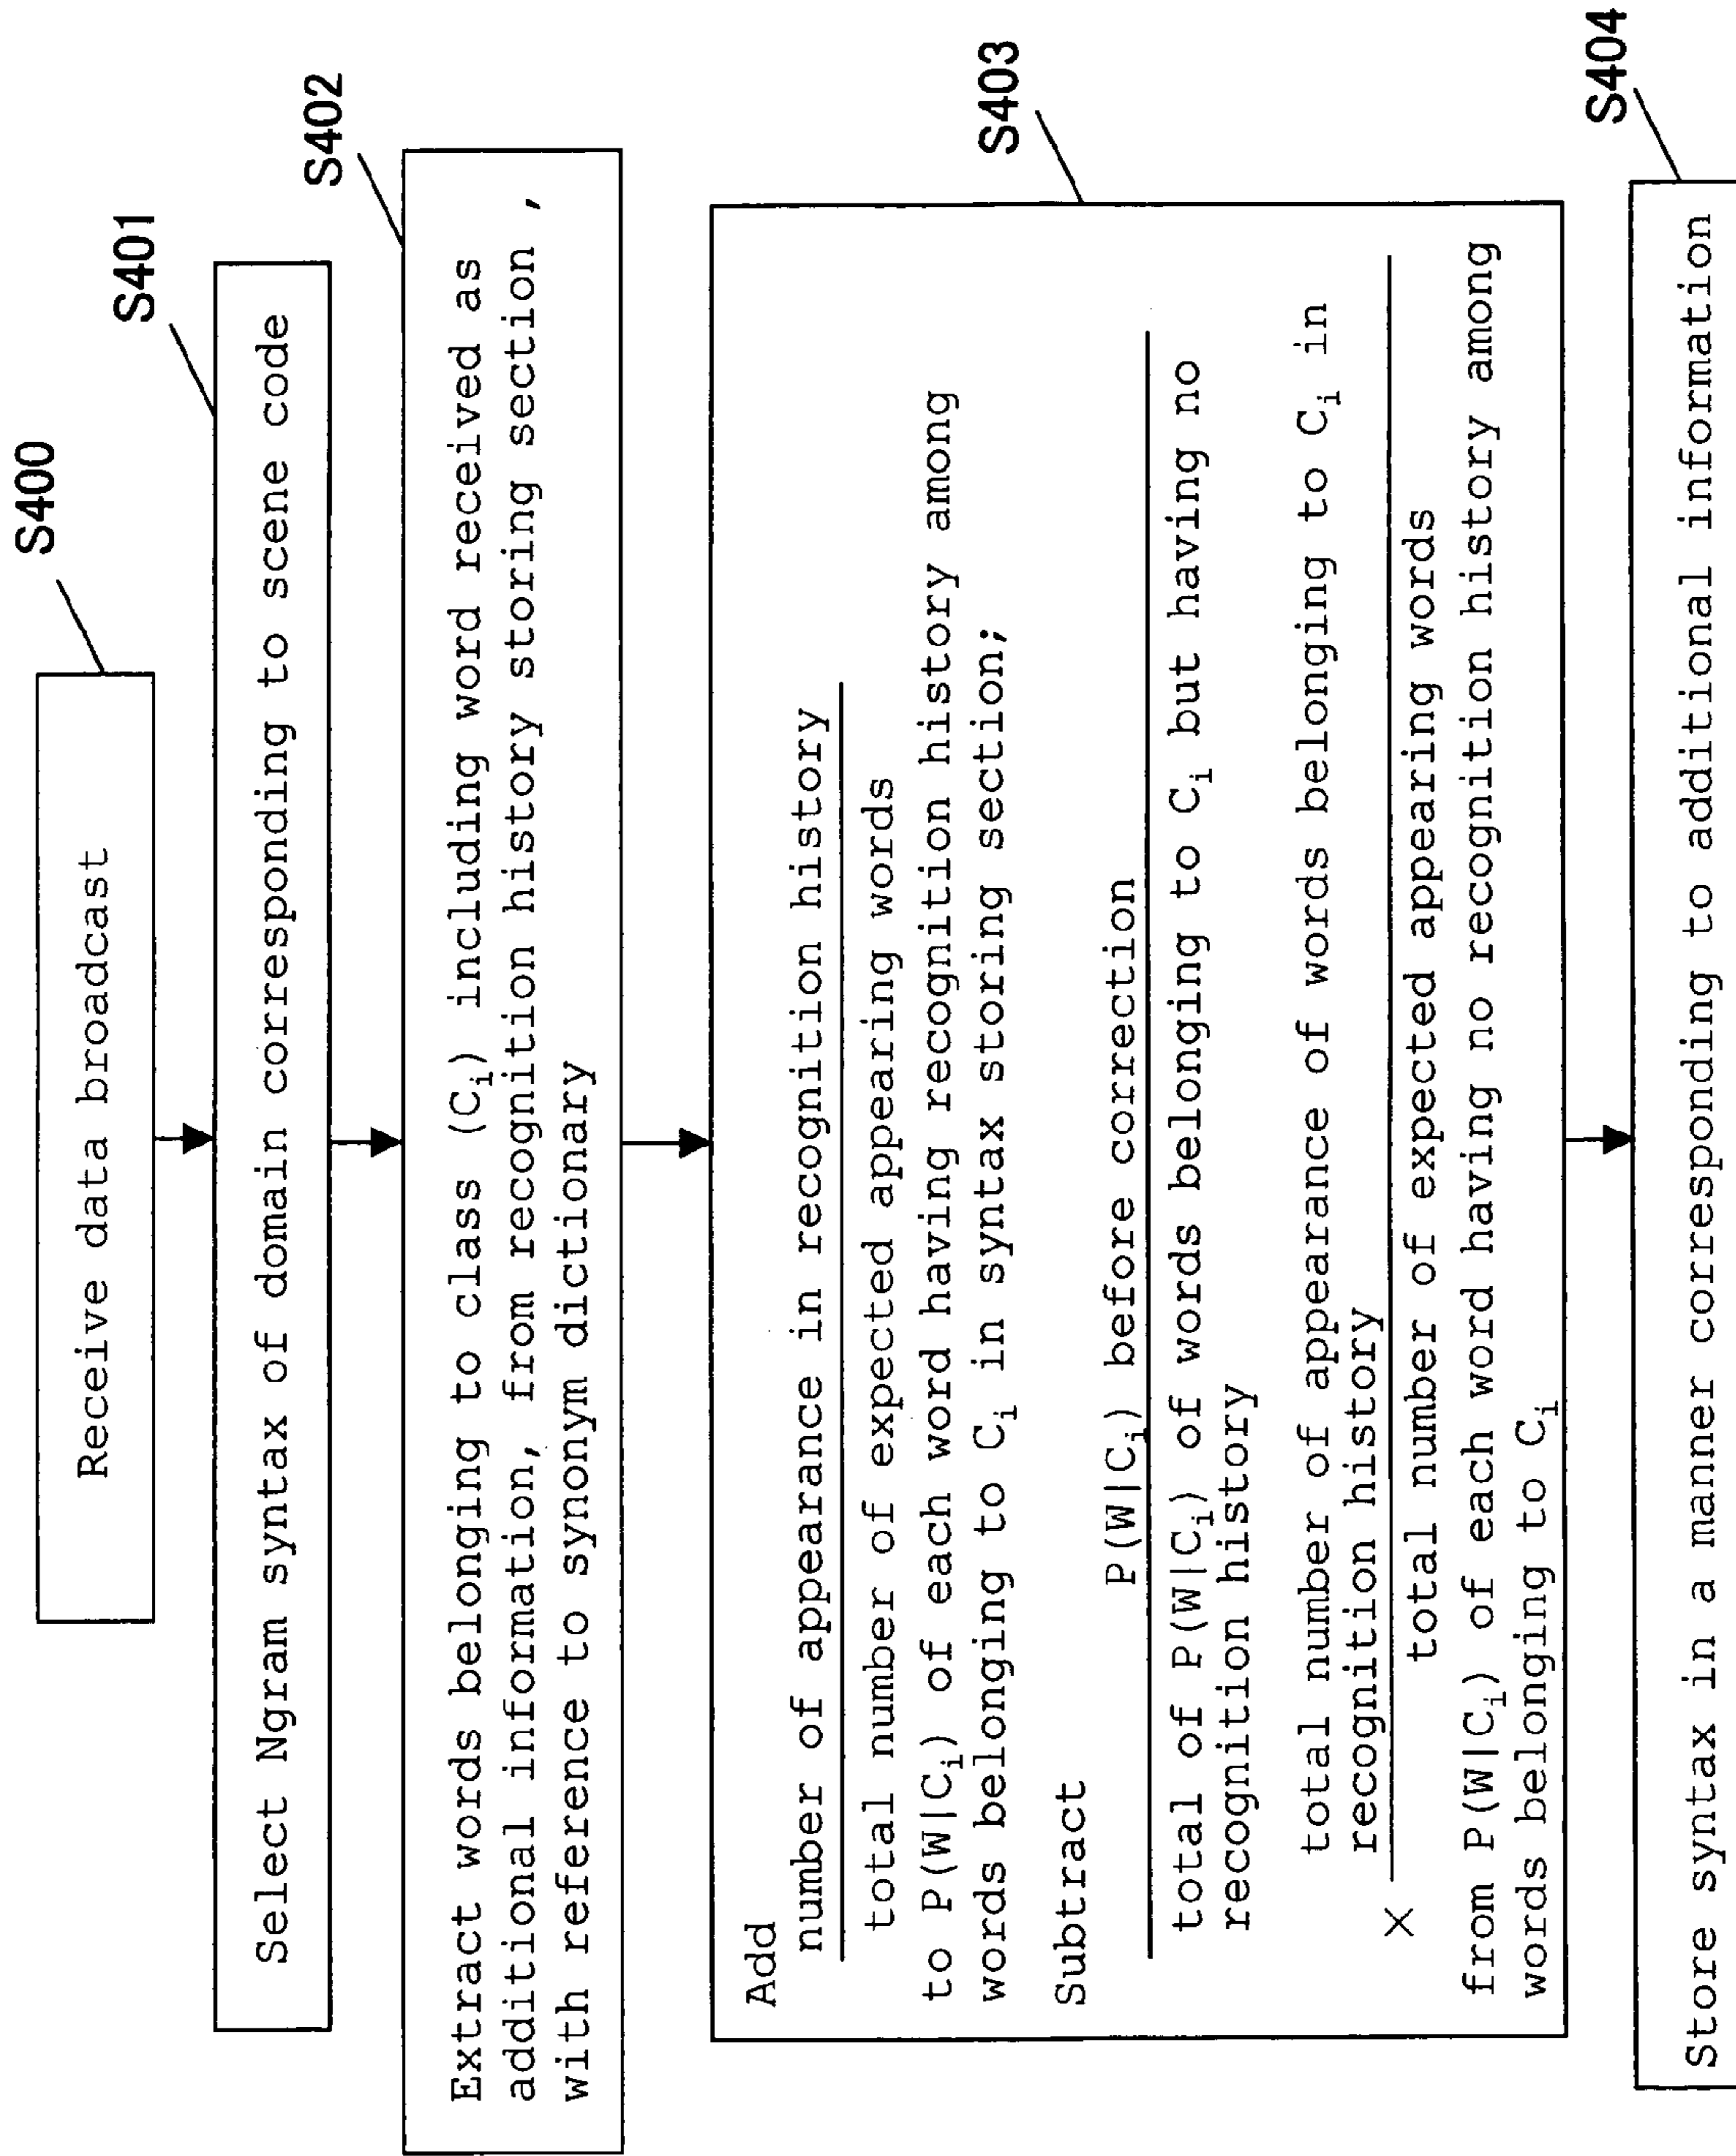 S400
Receive data broadcast
S401
Select Ngram syntax of domain corresponding to scene code
S402
Extract words belonging to class (Ci) including word received as
additional information, from recognition history storing section ,
with reference to synonym dictionary
S403
Add
number of appearance in recognition history
total number of expected appearing words
to P(W|Ci) of each word having recognition history among
words belonging to Ci in syntax storing section;
Subtract
P(W|Ci) before correction
total of P(W|Ci) of words belonging to Ci but having no
recognition history
total number of appearance of words belonging to Ci in
recognition history
×
total number of expected appearing words
from P(W|Ci) of each word having no recognition history among
words belonging to Ci
S404
Store syntax in a manner corresponding to additional information